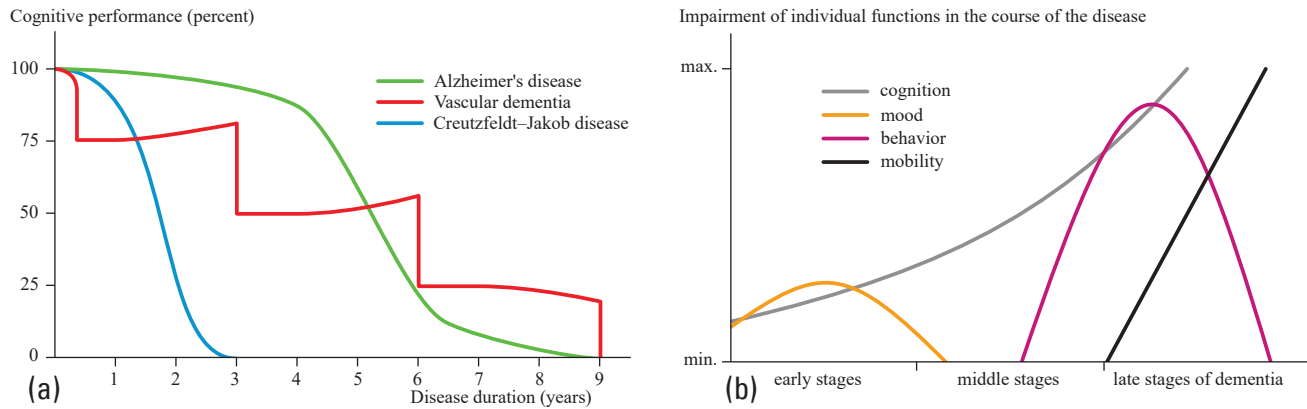 Cognitive performance (percent)
100
75
50
25
0
Alzheimer's disease
Vascular dementia
Creutzfeldt–Jakob disease
1 2 3 4 5 6 7 8 9
Disease duration (years)
(a)
Impairment of individual functions in the course of the disease
max.
min.
cognition
mood
behavior
mobility
early stages middle stages late stages of dementia
(b)